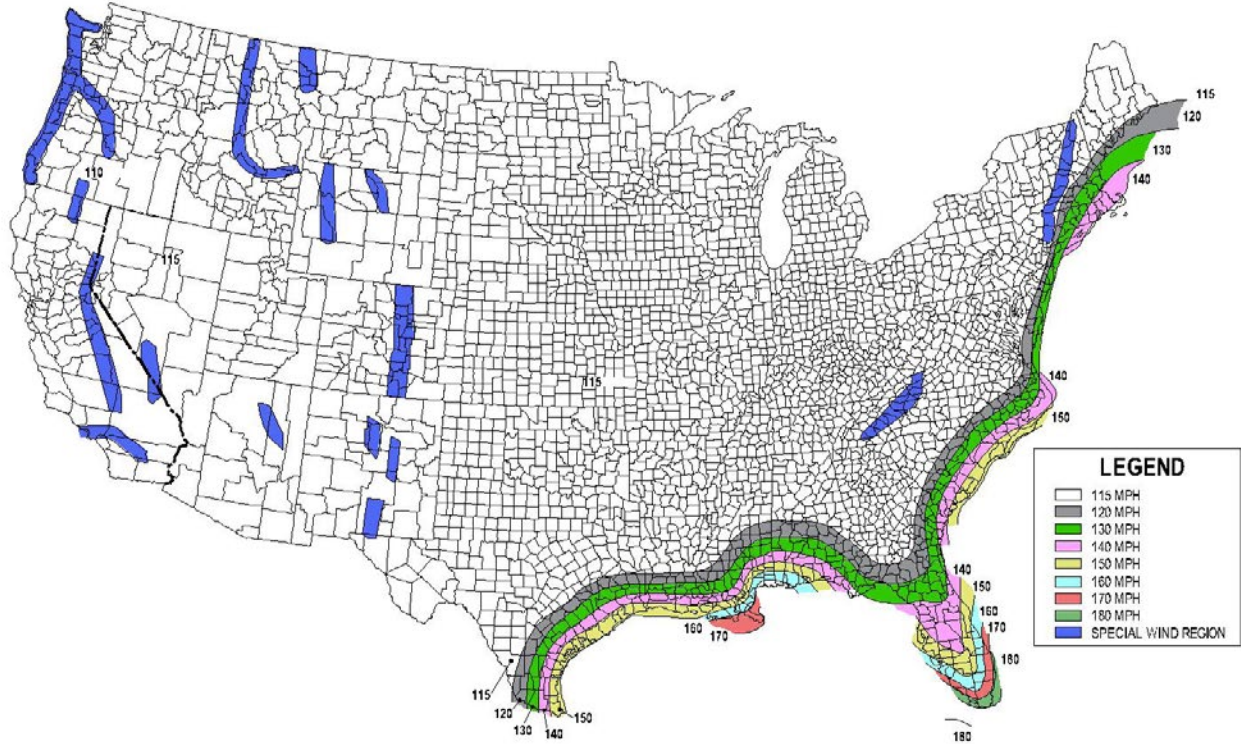 115
120
130
140
110
115
115
140
150
140
150
160
170
180
160
170
115
120
130
140
150
180
LEGEND
115 MPH
120 MPH
130 MPH
140 MPH
150 MPH
160 MPH
170 MPH
180 MPH
SPECIAL WIND REGION